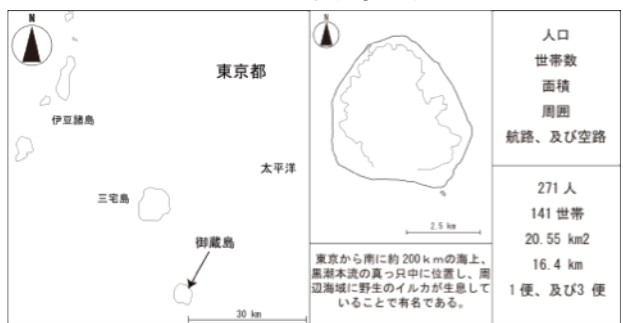 N
東京都
伊豆諸島
太平洋
三宅島
御蔵島
30 km
N
2.5 km
東京から南に約200kmの海上、
黒潮本流の真っ只中に位置し、周
辺海域に野生のイルカが生息して
いることで有名である。
人口
世帯数
面積
周囲
航路、及び空路
271 人
141 世帯
20.55 km2
16.4 km
1 便、及び3 便